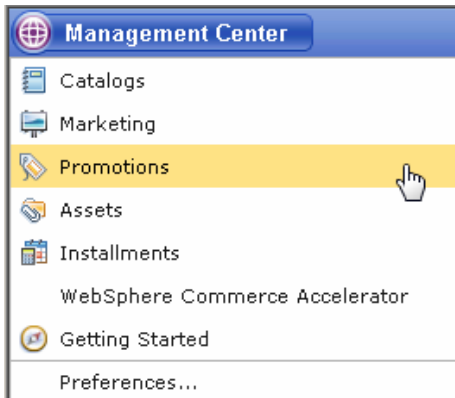 Management Center
Catalogs
Marketing
Promotions
Assets
Installments
WebSphere Commerce Accelerator
Getting Started
Preferences...